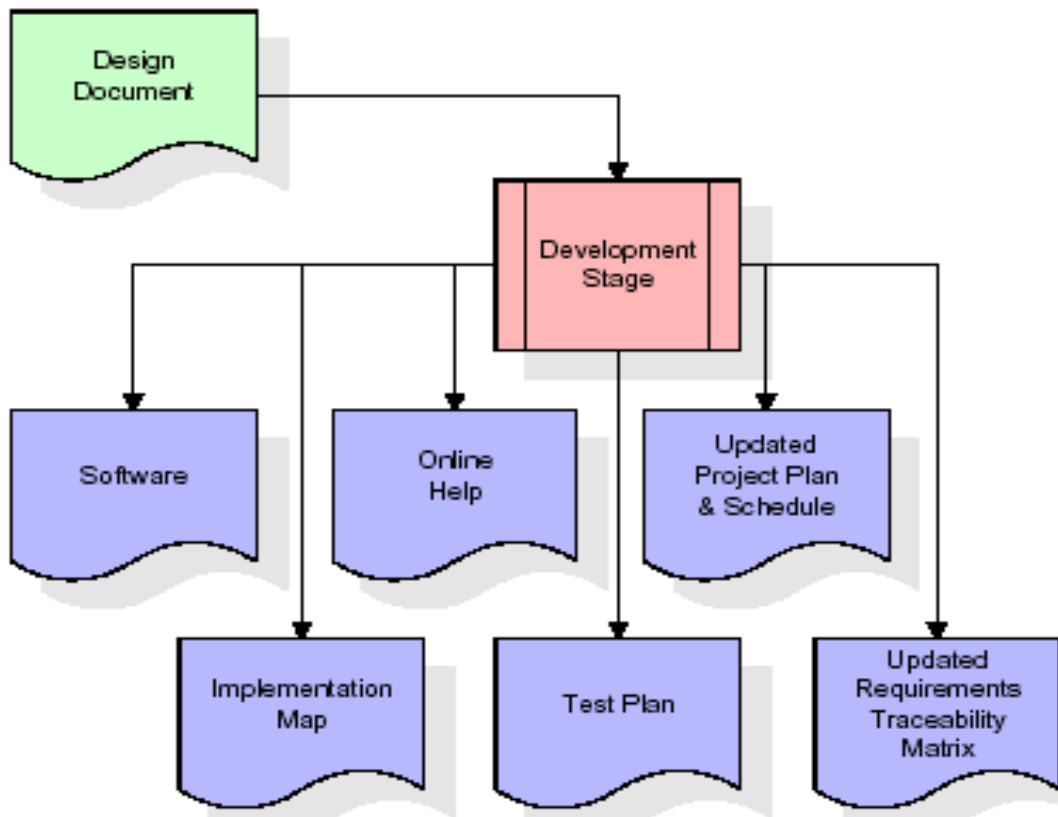 Design
Document
Development
Stage
Software
Online
Help
Updated
Project Plan
& Schedule
Implementation
Map
Test Plan
Updated
Requirements
Traceability
Matrix